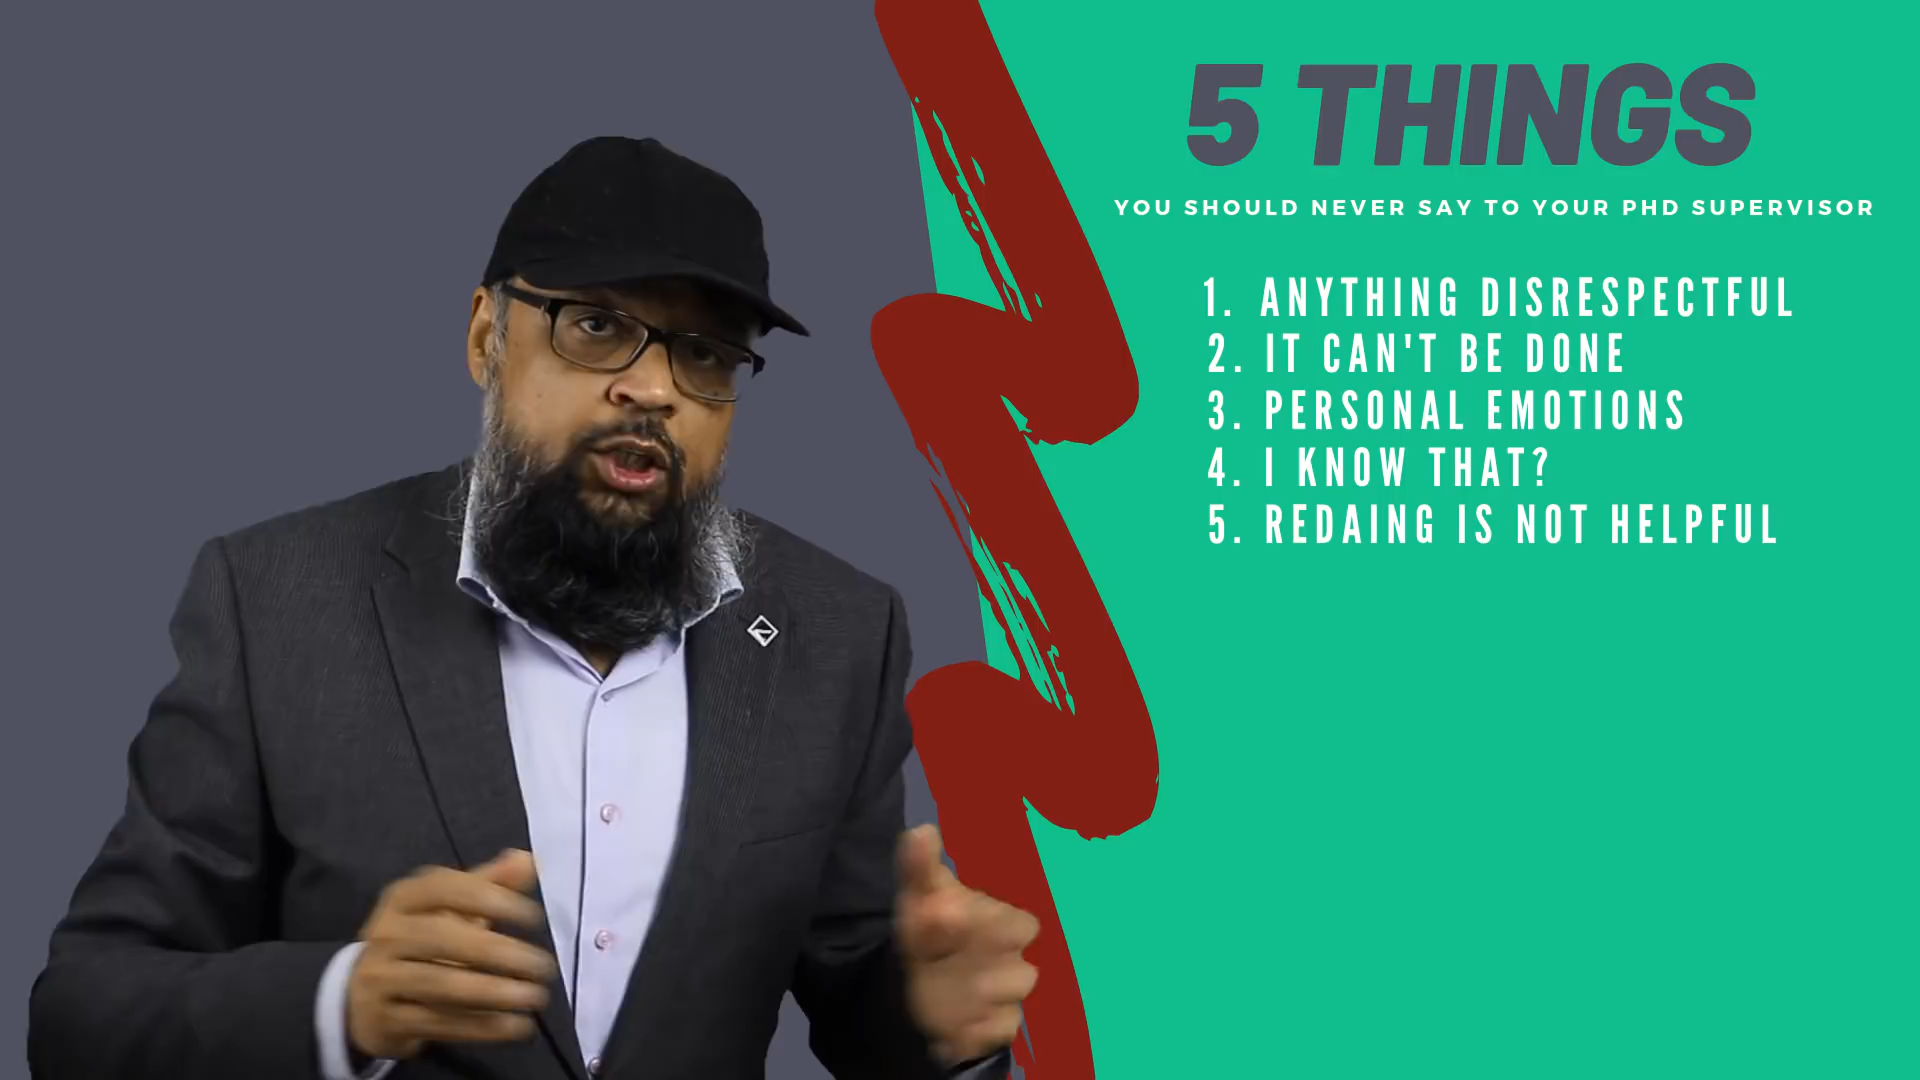 5 THINGS
YOU SHOULD NEVER SAY TO YOUR PHD SUPERVISOR
1. ANYTHING DISRESPECTFUL
2. IT CAN'T BE DONE
3. PERSONAL EMOTIONS
4. I KNOW THAT?
5. REDAING IS NOT HELPFUL